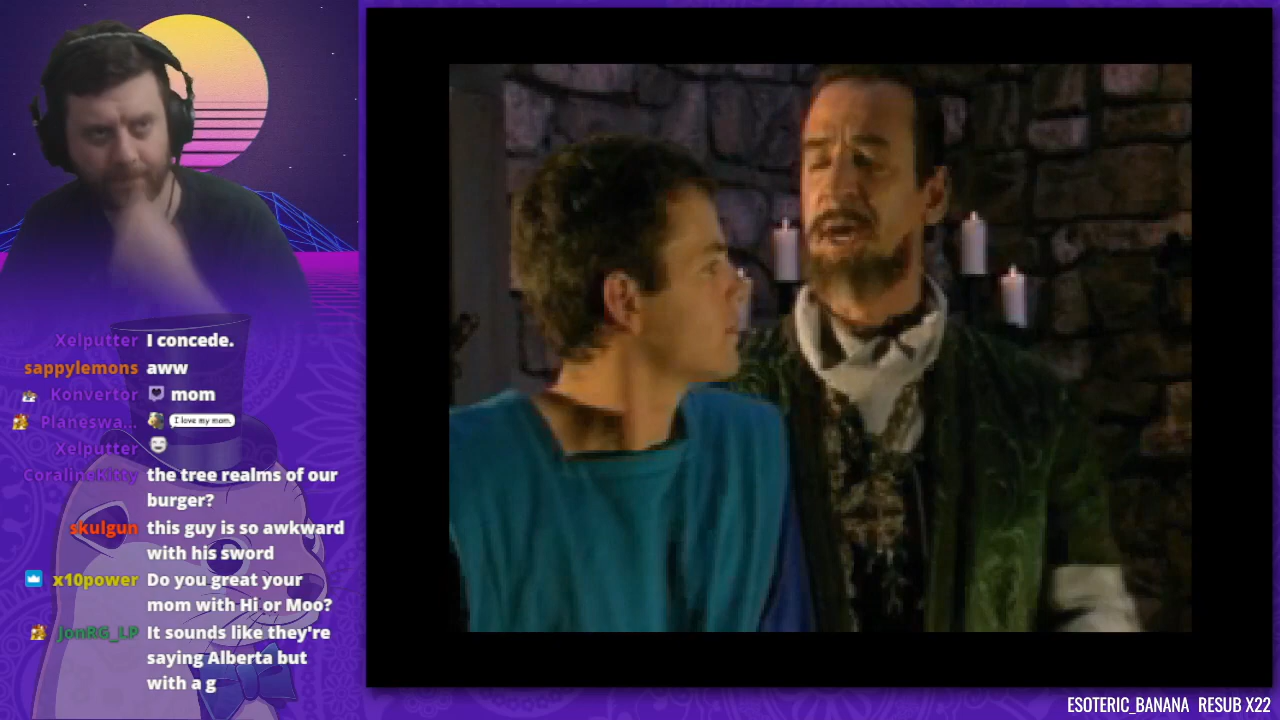 Xelputter I concede.
sappylemons aww
Konvertor mom
Planeswa... I love my mom.
Xelputter
CoralineKitty the tree realms of our
burger?
skulgun this guy is so awkward
with his sword
x10power Do you great your
mom with Hi or Moo?
JonRG_LP It sounds like they're
saying Alberta but
with a g
ESOTERIC_BANANA RESUB X22